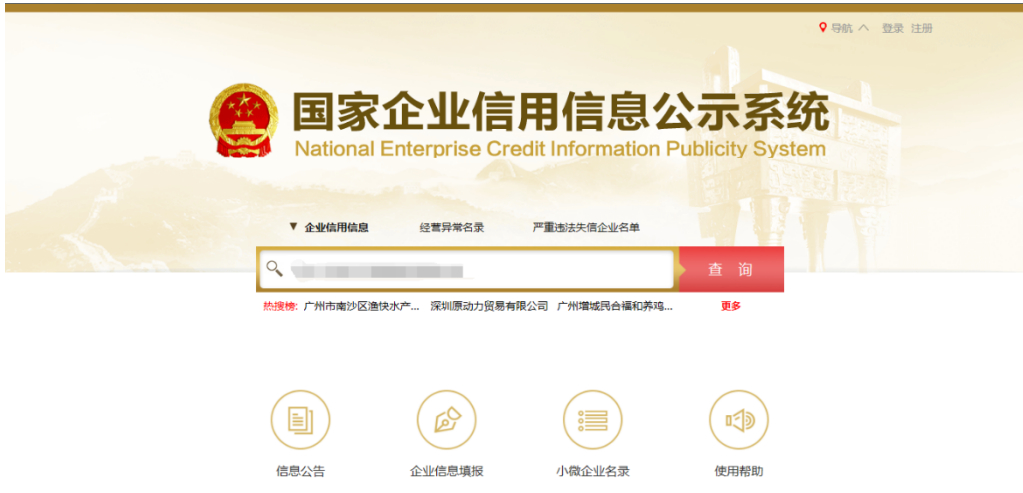 导航 登录 注册
国家企业信用信息公示系统
National Enterprise Credit Information Publicity System
▼ 企业信用信息 经营异常名录 严重违法失信企业名单
查 询
热搜榜: 广州市南沙区渔快水产... 深圳原动力贸易有限公司 广州增城民合福和养鸡... 更多
信息公告 企业信息填报 小微企业名录 使用帮助